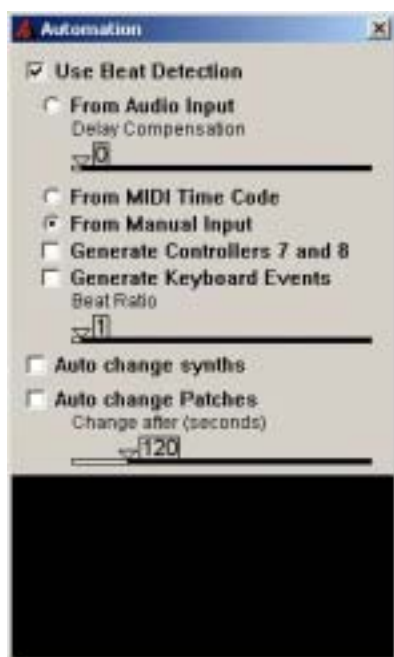 Automation
Use Beat Detection
From Audio Input
Delay Compensation
0
From MIDI Time Code
From Manual Input
Generate Controllers 7 and 8
Generate Keyboard Events
Beat Ratio
1
Auto change synths
Auto change Patches
Change after (seconds)
120